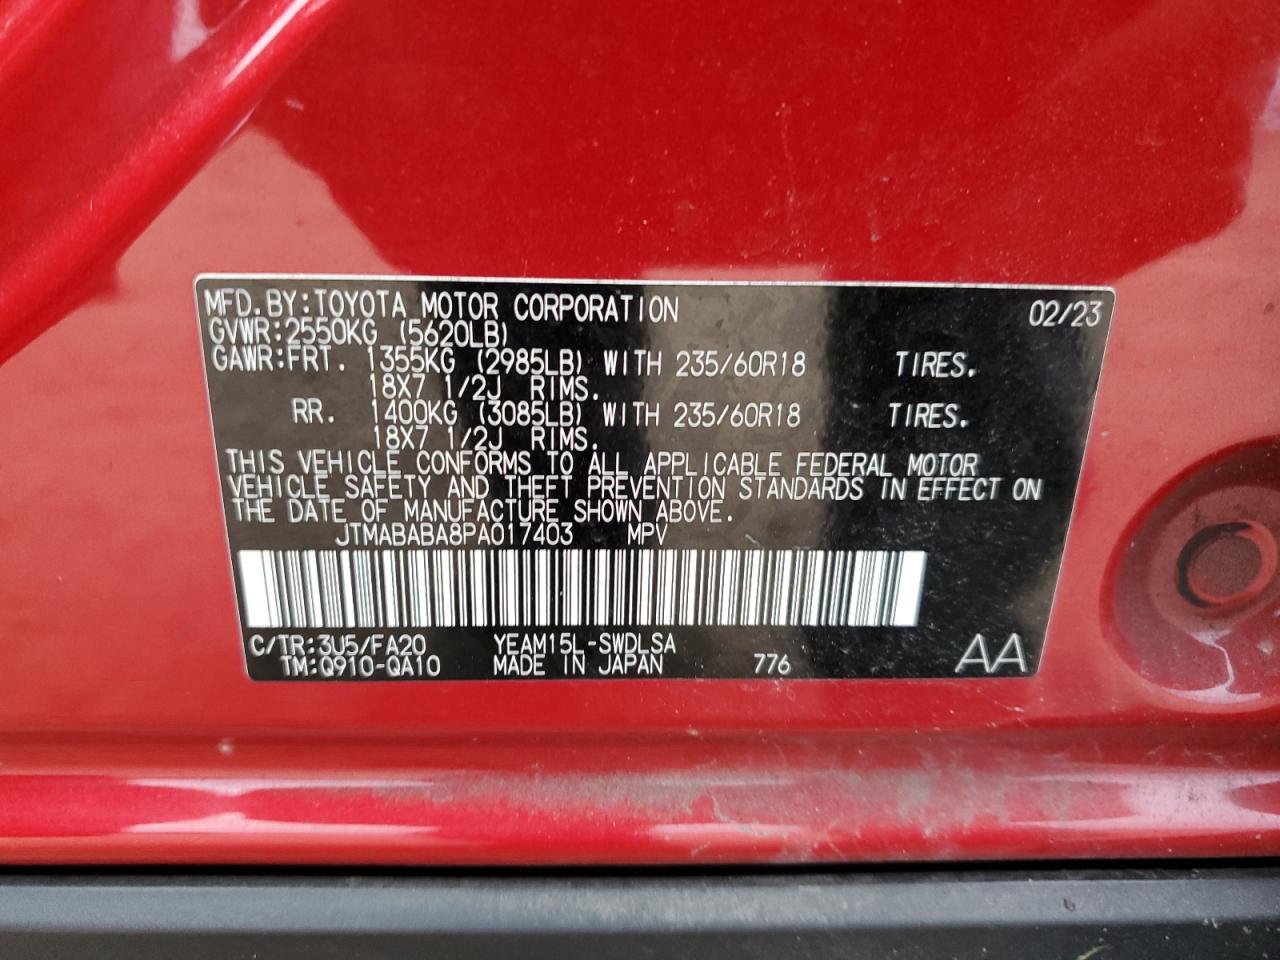 MFD.BY:TOYOTA MOTOR CORPORATION 02/23
GVWR:2550KG (5620LB)
GAWR:FRT. 1355KG (2985LB) WITH 235/60R18 TIRES.
18X7 1/2J RIMS.
RR. 1400KG (3085LB) WITH 235/60R18 TIRES.
18X7 1/2J RIMS.
THIS VEHICLE CONFORMS TO ALL APPLICABLE FEDERAL MOTOR
VEHICLE SAFETY AND THEFT PREVENTION STANDARDS IN EFFECT ON
THE DATE OF MANUFACTURE SHOWN ABOVE.
JTMABABA8PA017403 MPV
C/TR:3U5/FA20 YEAM15L-SWDLSA
TM:Q910-QA10 MADE IN JAPAN 776 AA